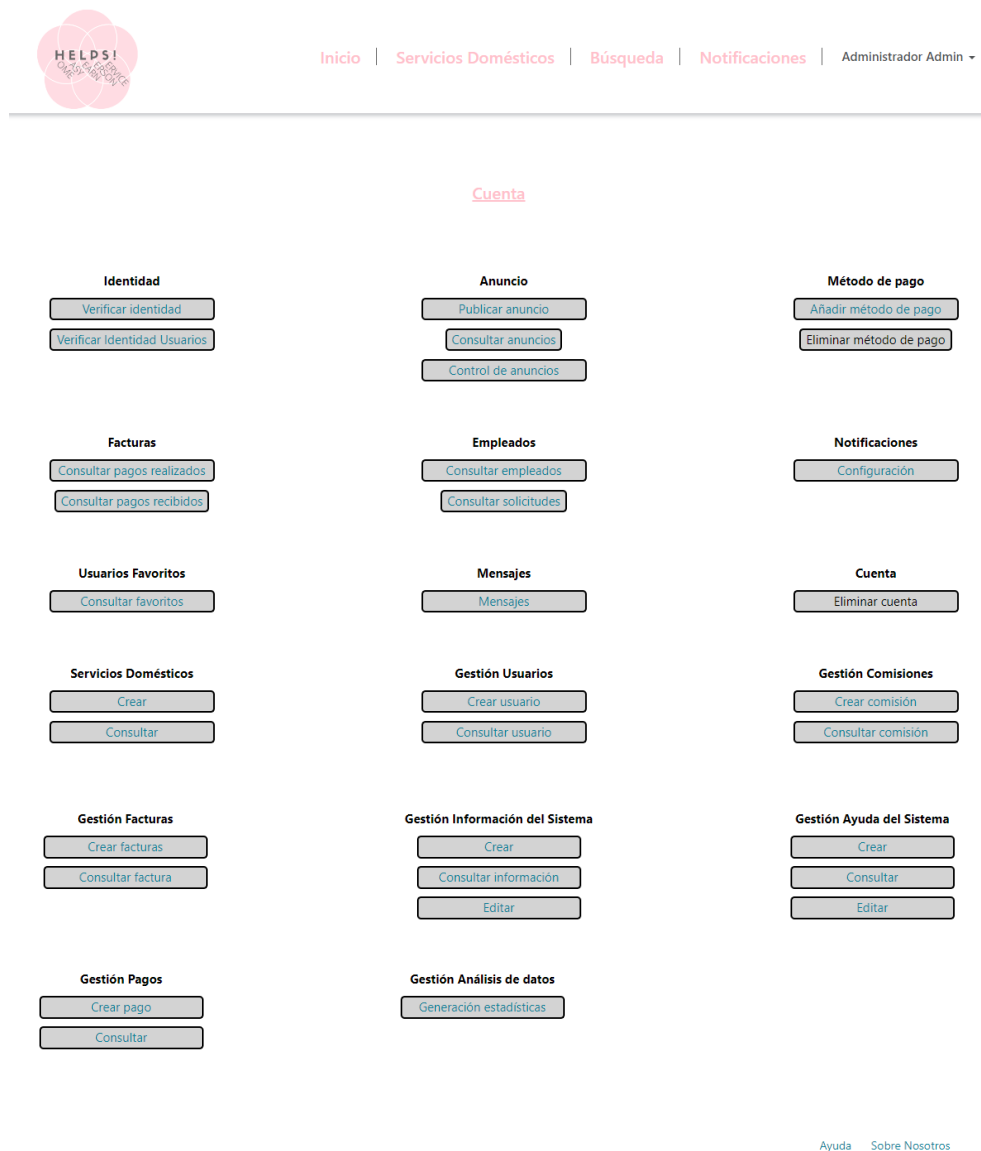 HELPS!
OME ASY EARN ERSON ERVICE
Inicio Servicios Domésticos Búsqueda Notificaciones Administrador Admin
Cuenta
Identidad Anuncio Método de pago
Verificar identidad Publicar anuncio Añadir método de pago
Verificar Identidad Usuarios Consultar anuncios Eliminar método de pago
Control de anuncios
Facturas Empleados Notificaciones
Consultar pagos realizados Consultar empleados Configuración
Consultar pagos recibidos Consultar solicitudes
Usuarios Favoritos Mensajes Cuenta
Consultar favoritos Mensajes Eliminar cuenta
Servicios Domésticos Gestión Usuarios Gestión Comisiones
Crear Crear usuario Crear comisión
Consultar Consultar usuario Consultar comisión
Gestión Facturas Gestión Información del Sistema Gestión Ayuda del Sistema
Crear facturas Crear Crear
Consultar factura Consultar información Consultar
Editar Editar
Gestión Pagos Gestión Análisis de datos
Crear pago Generación estadísticas
Consultar
Ayuda Sobre Nosotros